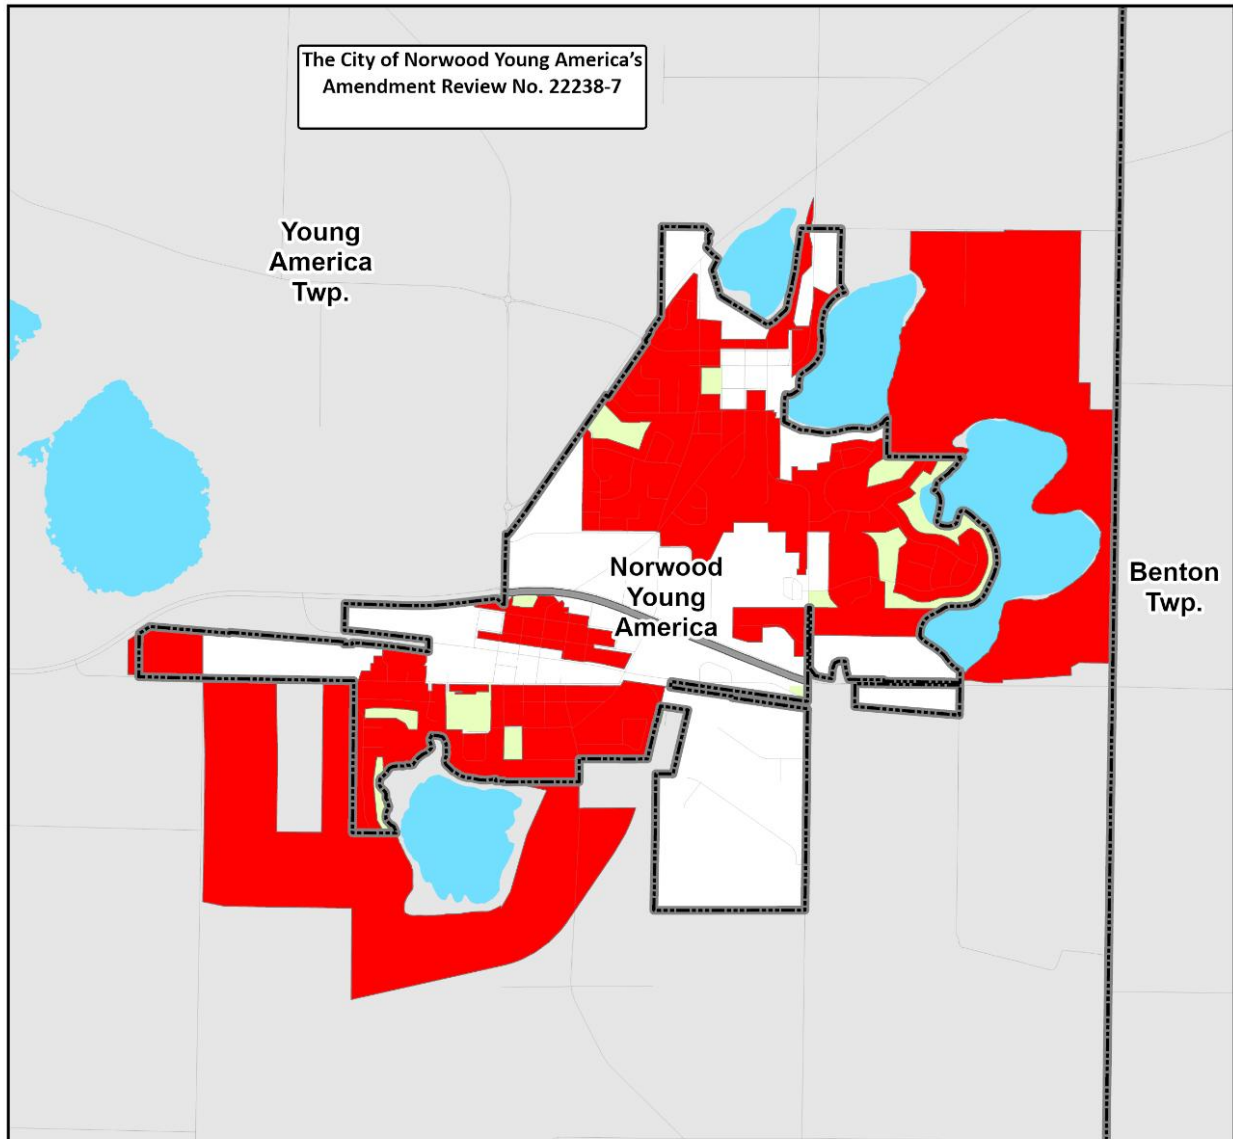 The City of Norwood Young America’s
Amendment Review No. 22238-7
Young
America
Twp.
Norwood
Young
America
Benton
Twp.